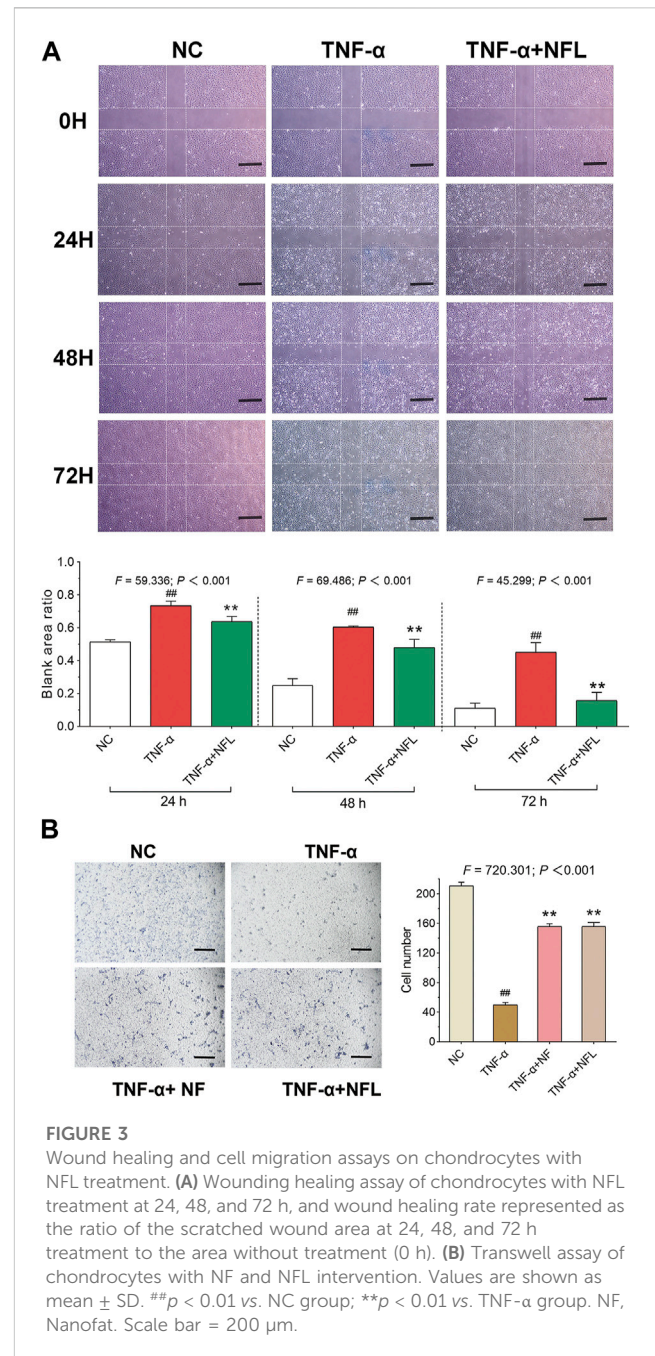 A
NC TNF-α TNF-α+NFL
0H
24H
48H
72H
Blank area ratio
1.0
0.8
0.6
0.4
0.2
0.0
F = 59.336; P < 0.001
F = 69.486; P < 0.001
F = 45.299; P < 0.001
## ** ## ** ## **
NC TNF-α TNF-α+NFL NC TNF-α TNF-α+NFL NC TNF-α TNF-α+NFL
24 h 48 h 72 h
B
NC TNF-α
TNF-α+ NF TNF-α+NFL
F = 720.301; P <0.001
Cell number
200
160
120
80
40
0
## ** **
NC TNF-α TNF-α+NF TNF-α+NFL
FIGURE 3
Wound healing and cell migration assays on chondrocytes with
NFL treatment. (A) Wounding healing assay of chondrocytes with NFL
treatment at 24, 48, and 72 h, and wound healing rate represented as
the ratio of the scratched wound area at 24, 48, and 72 h
treatment to the area without treatment (0 h). (B) Transwell assay of
chondrocytes with NF and NFL intervention. Values are shown as
mean ± SD. ##p < 0.01 vs. NC group; **p < 0.01 vs. TNF-α group. NF,
Nanofat. Scale bar = 200 μm.